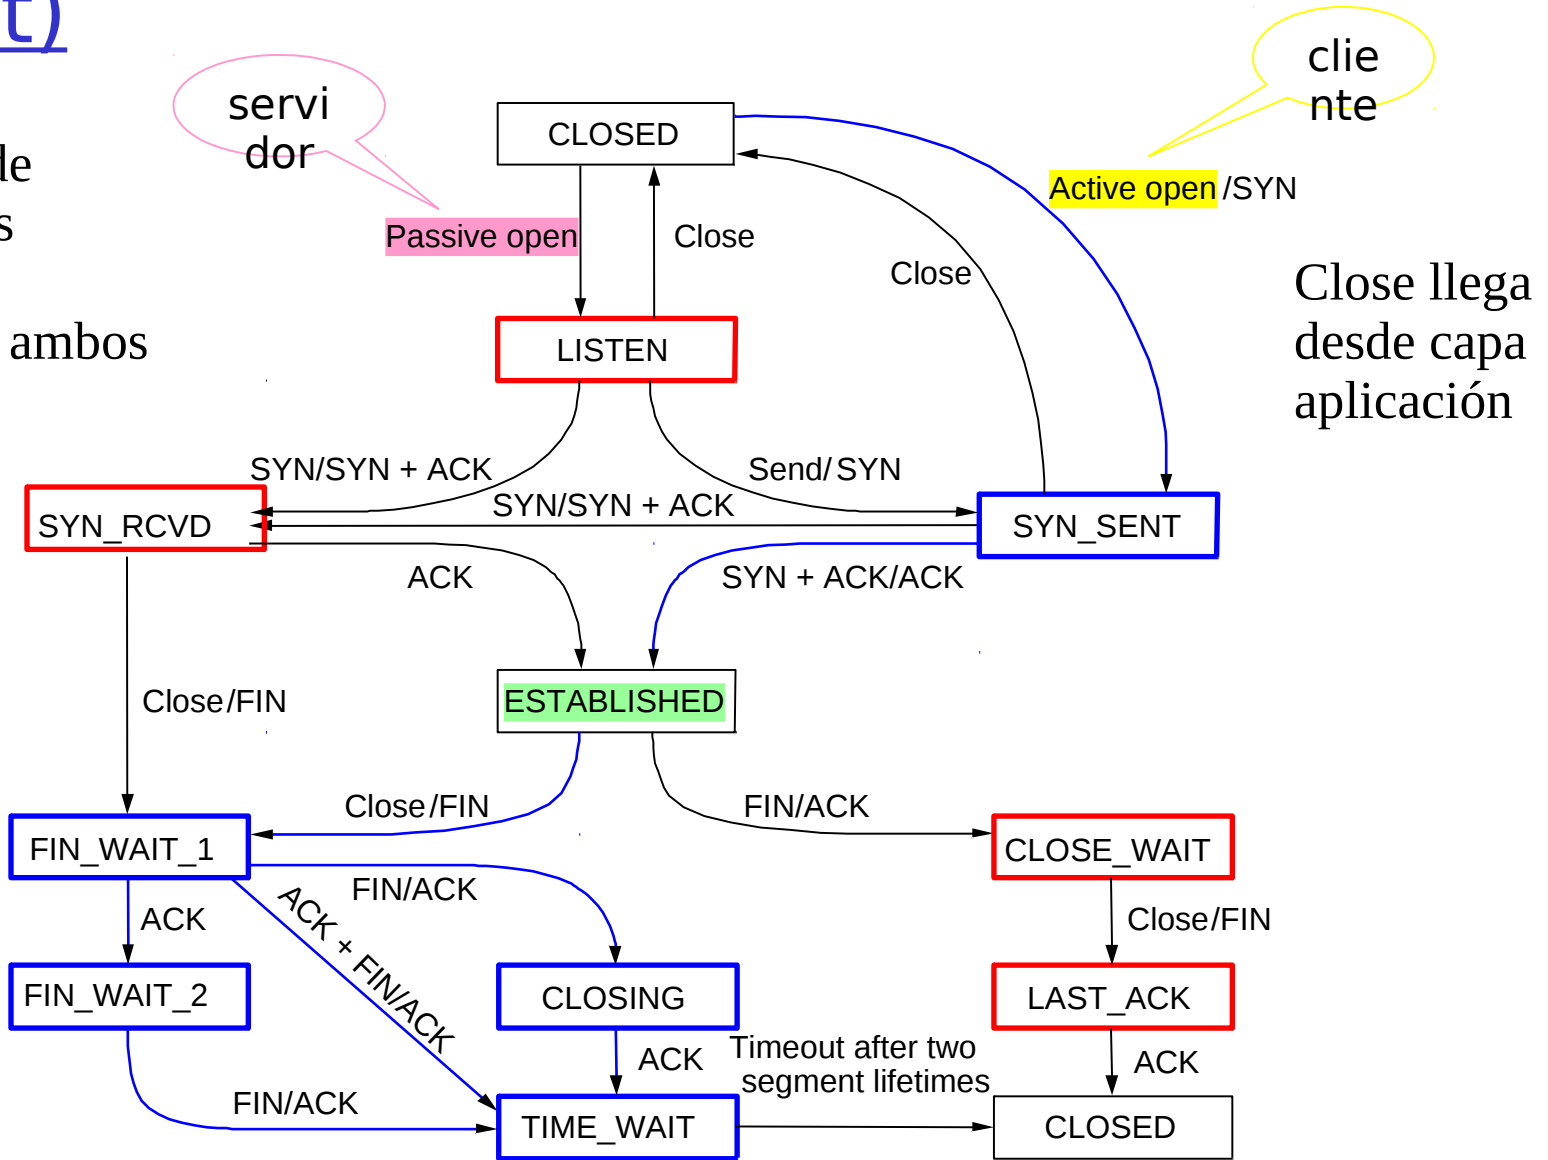 t)
servi
dor
clie
nte
CLOSED
de
s
Active open /SYN
Passive open
Close
Close
Close llega
desde capa
aplicación
ambos
LISTEN
SYN/SYN + ACK
Send/ SYN
SYN/SYN + ACK
SYN_RCVD
SYN_SENT
ACK
SYN + ACK/ACK
Close/FIN
ESTABLISHED
Close/FIN
FIN/ACK
FIN_WAIT_1
CLOSE_WAIT
FIN/ACK
ACK
ACK + FIN/ACK
Close/FIN
FIN_WAIT_2
CLOSING
LAST_ACK
ACK
Timeout after two
segment lifetimes
ACK
FIN/ACK
TIME_WAIT
CLOSED